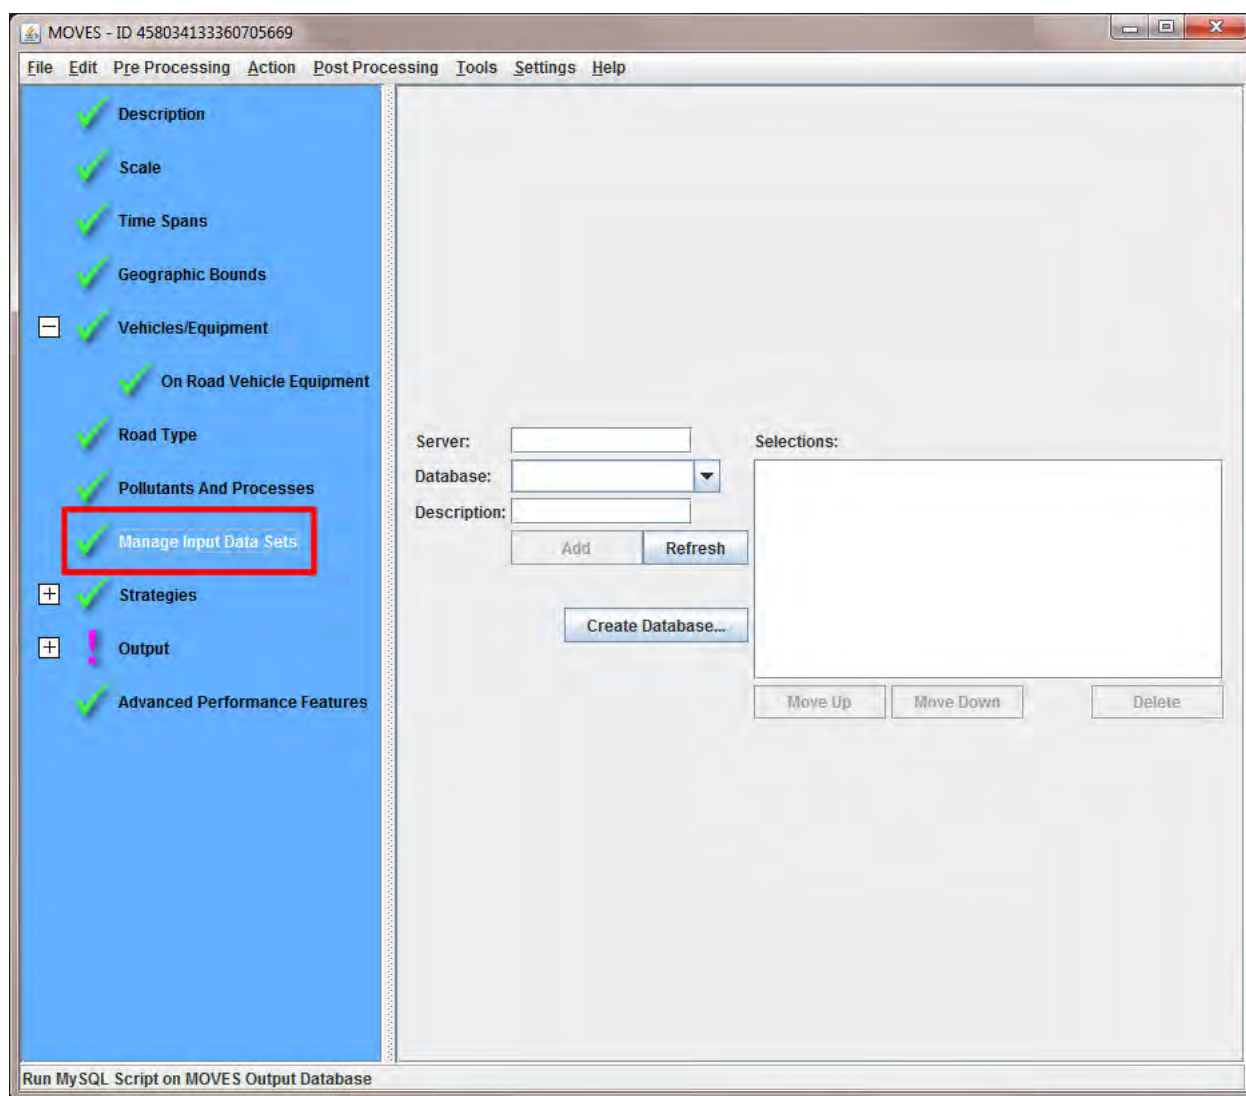 MOVES - ID 458034133360705669
File Edit Pre Processing Action Post Processing Tools Settings Help
Description
Scale
Time Spans
Geographic Bounds
Vehicles/Equipment
On Road Vehicle Equipment
Road Type
Pollutants And Processes
Manage Input Data Sets
Strategies
Output
Advanced Performance Features
Server:
Database:
Description:
Add Refresh
Create Database...
Selections:
Move Up Move Down Delete
Run MySQL Script on MOVES Output Database